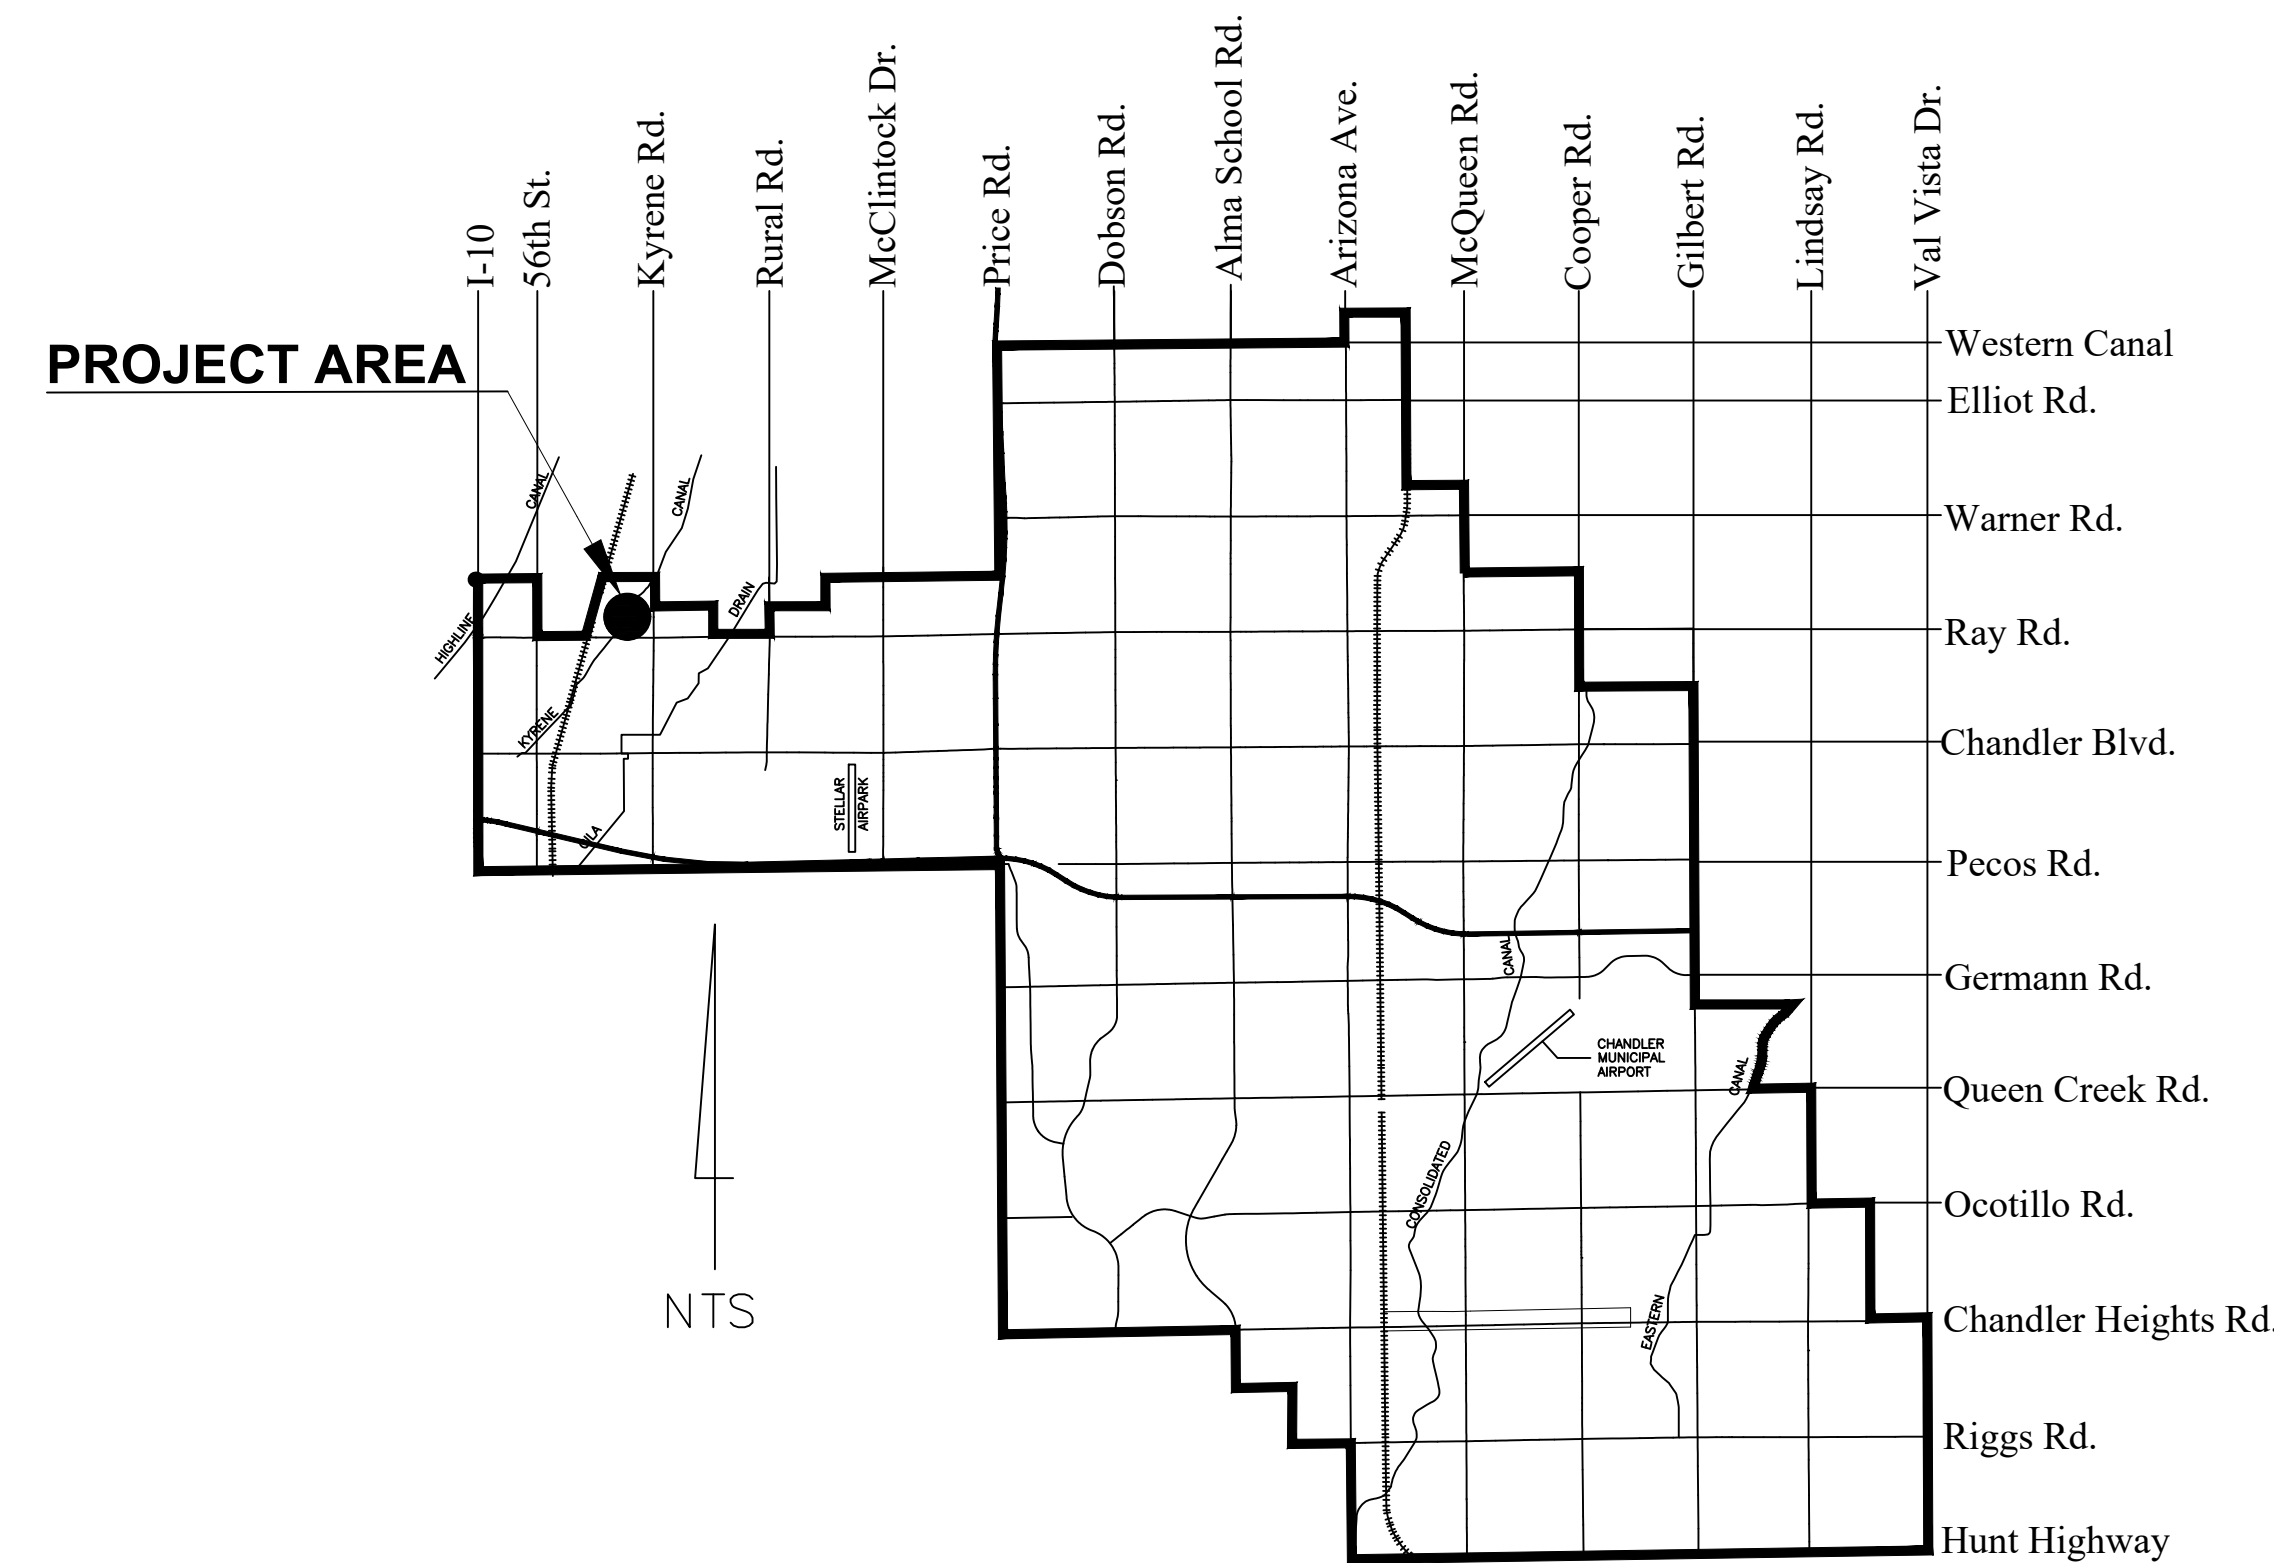 I-10
56th St.
Kyrene Rd.
Rural Rd.
McClintock Dr.
Price Rd.
Dobson Rd.
Alma School Rd.
Arizona Ave.
McQueen Rd.
Cooper Rd.
Gilbert Rd.
Lindsay Rd.
Val Vista Dr.
PROJECT AREA
Western Canal
Elliot Rd.
Warner Rd.
Ray Rd.
Chandler Blvd.
Pecos Rd.
Germann Rd.
Queen Creek Rd.
Ocotillo Rd.
Chandler Heights Rd.
Riggs Rd.
Hunt Highway
CANAL
HIGHLINE
CANAL
KYRENE
DRAIN
GILA
STELLAR
AIRPARK
CANAL
CONSOLIDATED
CHANDLER
MUNICIPAL
AIRPORT
CANAL
EASTERN
NTS